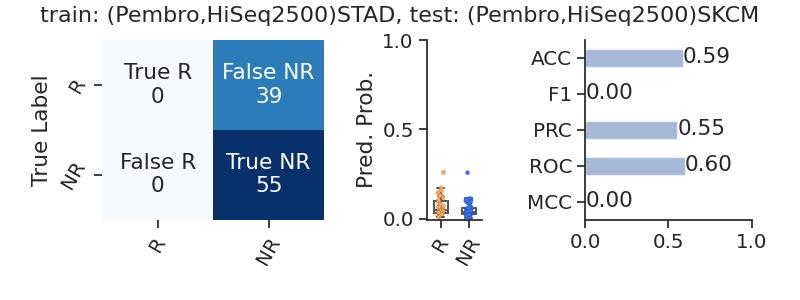 train: (Pembro,HiSeq2500)STAD, test: (Pembro,HiSeq2500)SKCM
True Label
R
NR
True R
0
False NR
39
False R
0
True NR
55
R
NR
Pred. Prob.
1.0
0.5
0.0
R
NR
ACC
0.59
F1
0.00
PRC
0.55
ROC
0.60
MCC
0.00
0.0
0.5
1.0